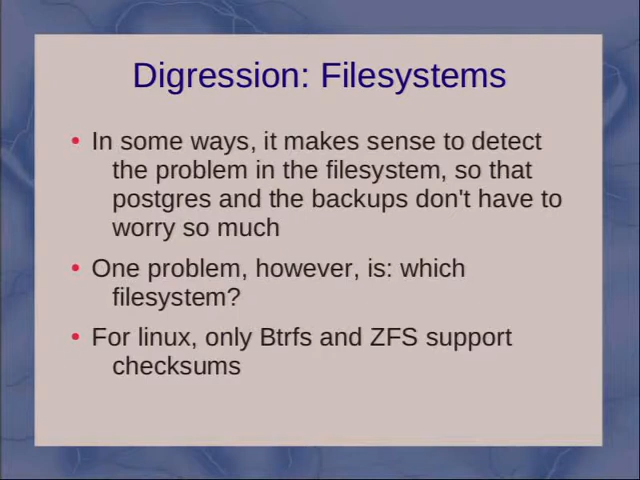 Digression: Filesystems
In some ways, it makes sense to detect
the problem in the filesystem, so that
postgres and the backups don't have to
worry so much
One problem, however, is: which
filesystem?
For linux, only Btrfs and ZFS support
checksums